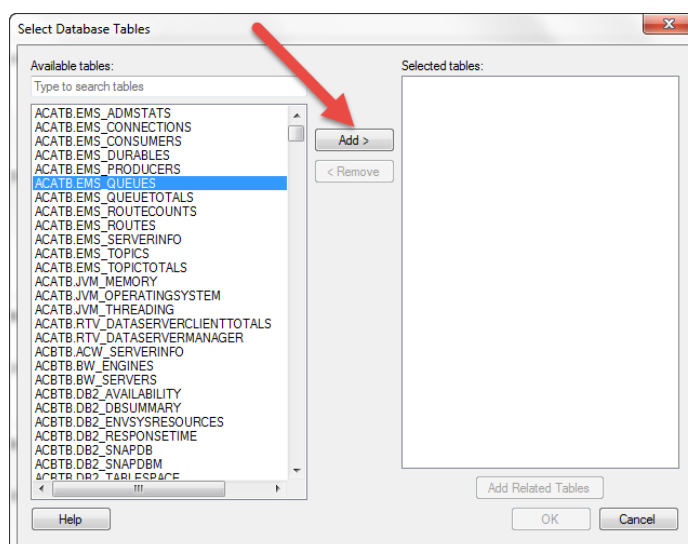 Select Database Tables
Available tables:
Selected tables:
Type to search tables
ACATB.EMS_ADMSTATS
ACATB.EMS_CONNECTIONS
ACATB.EMS_CONSUMERS
ACATB.EMS_DURABLES
ACATB.EMS_PRODUCERS
ACATB.EMS_QUEUES
ACATB.EMS_QUEUETOTALS
ACATB.EMS_ROUTECOUNTS
ACATB.EMS_ROUTES
ACATB.EMS_SERVERINFO
ACATB.EMS_TOPICS
ACATB.EMS_TOPICTOTALS
ACATB.JVM_MEMORY
ACATB.JVM_OPERATINGSYSTEM
ACATB.JVM_THREADING
ACATB.RTV_DATASERVERCLIENTTOTALS
ACATB.RTV_DATASERVERMANAGER
ACBTB.ACW_SERVERINFO
ACBTB.BW_ENGINES
ACBTB.BW_SERVERS
ACBTB.DB2_AVAILABILITY
ACBTB.DB2_DBSUMMARY
ACBTB.DB2_ENVSYSRESOURCES
ACBTB.DB2_RESPONSETIME
ACBTB.DB2_SNAPDB
ACBTB.DB2_SNAPDBM
ACBTB.DB2_TABLESPACE
Add >
< Remove
Add Related Tables
Help
OK
Cancel